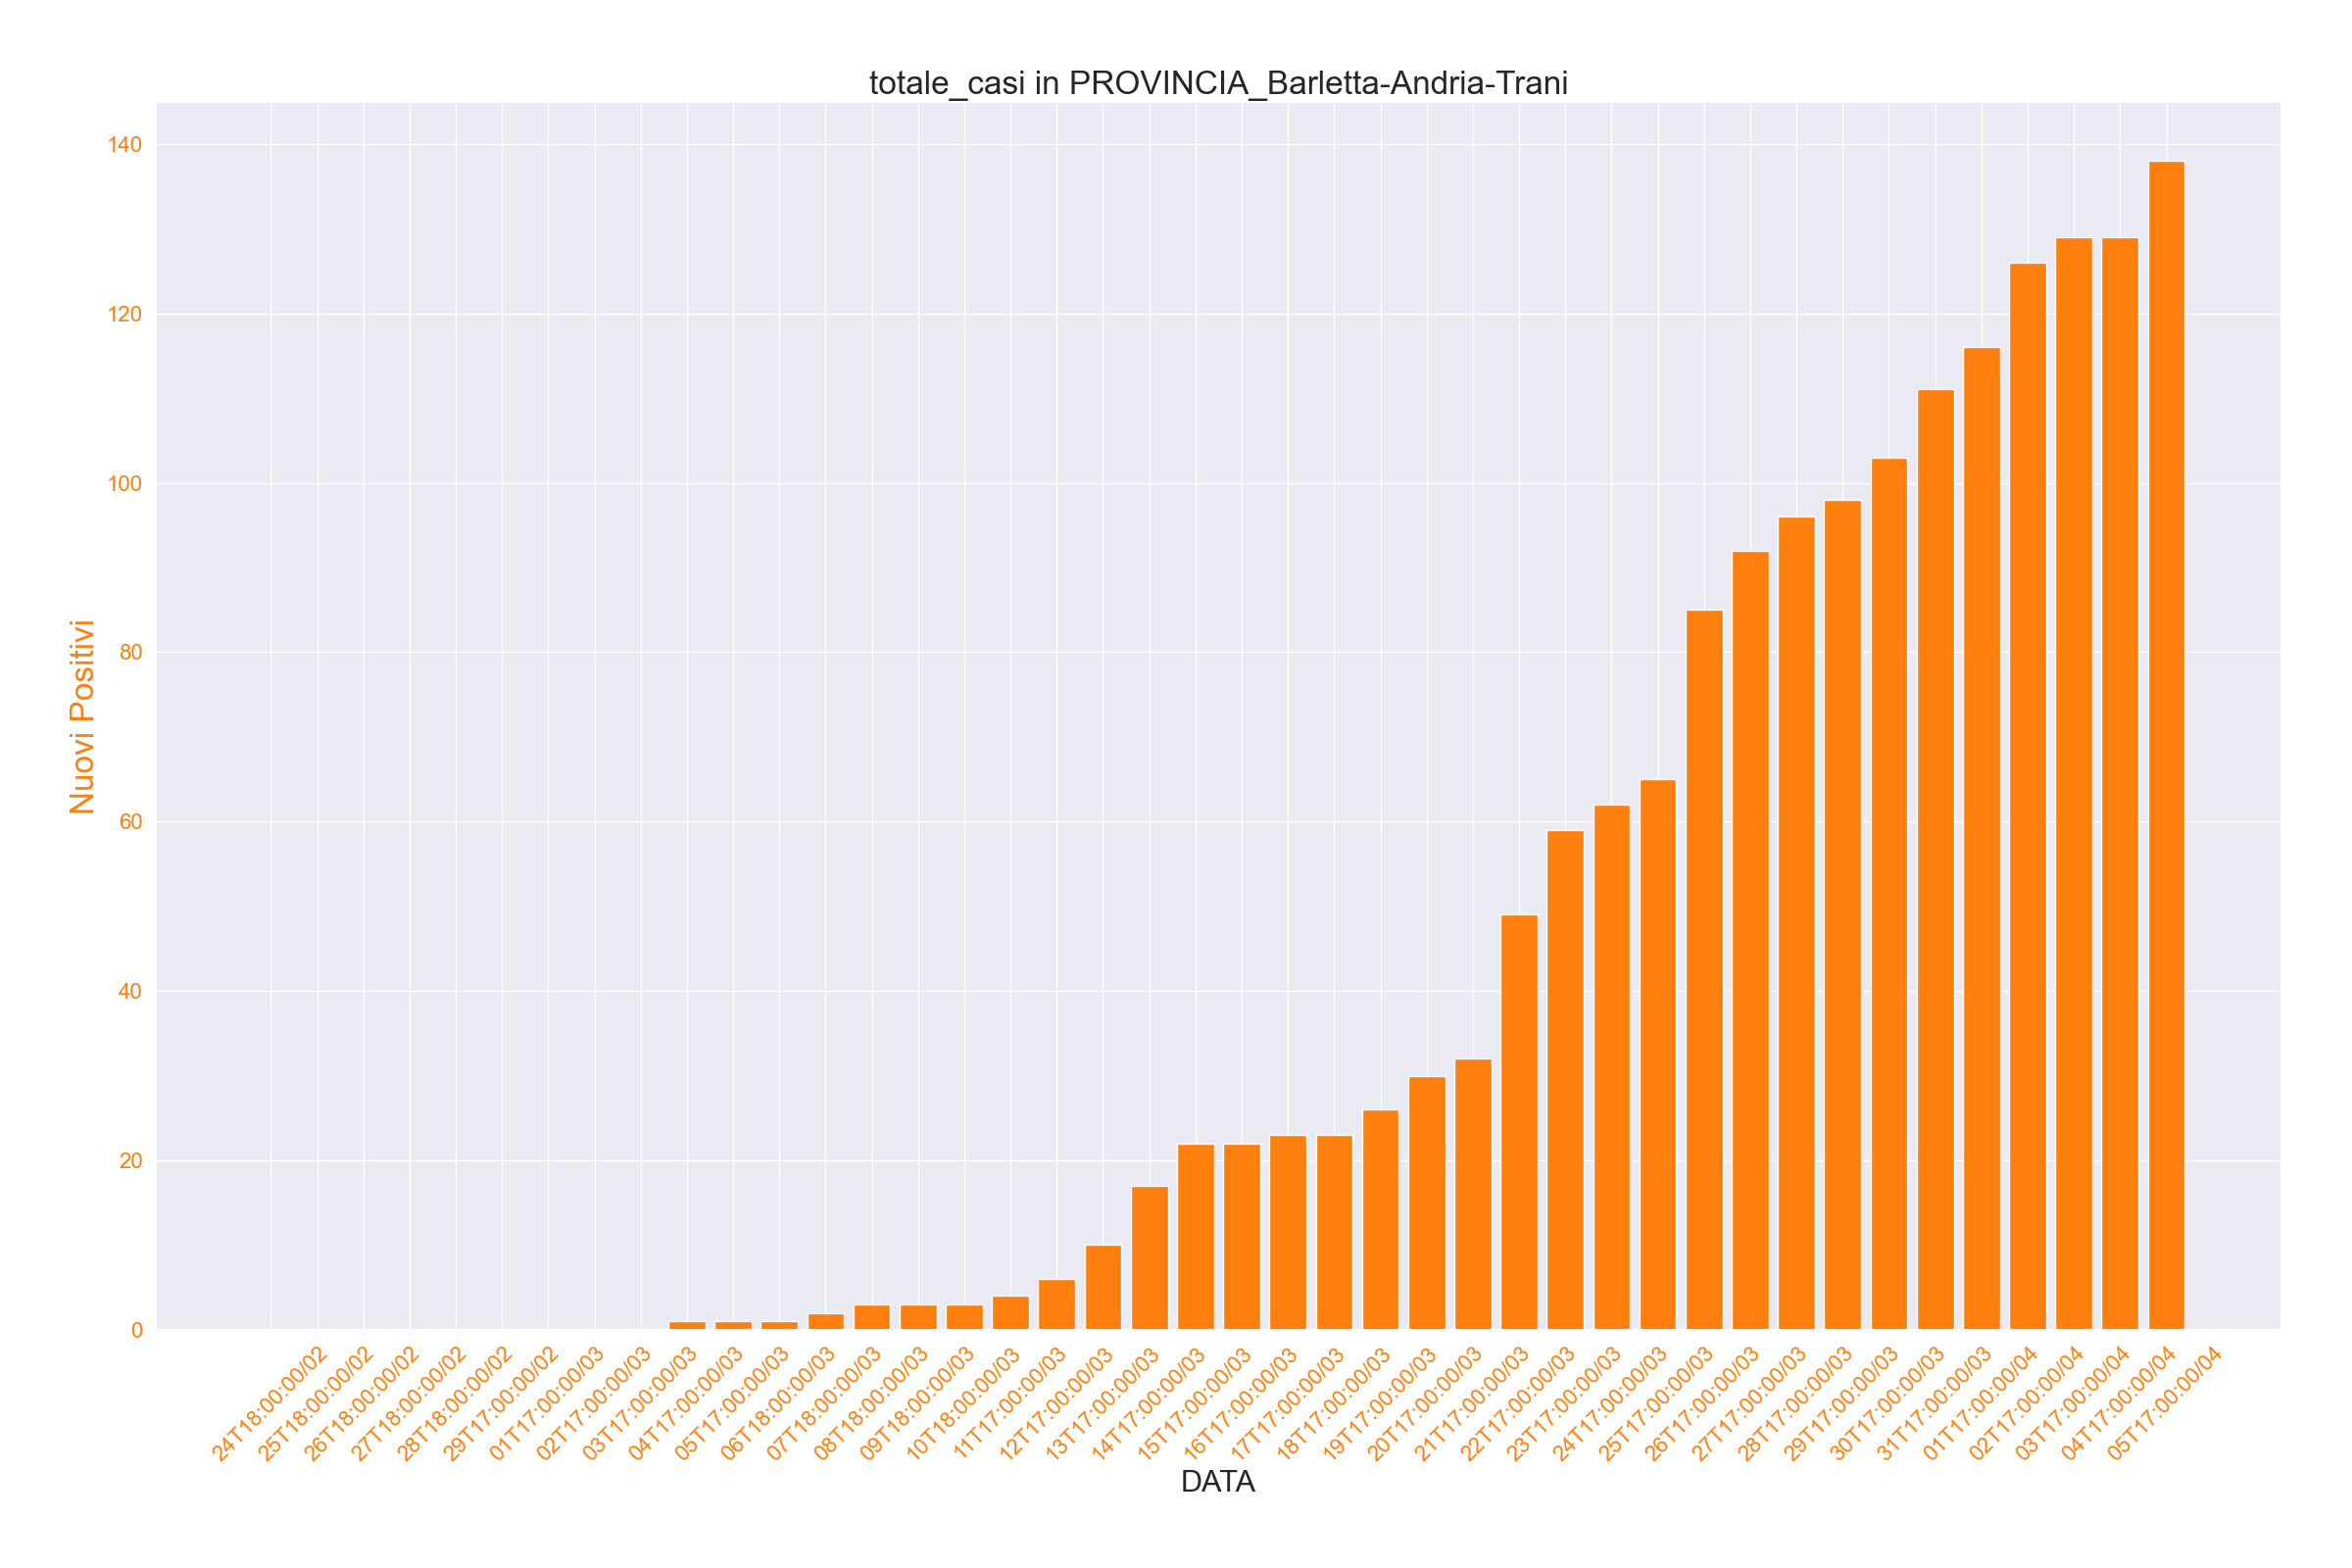 totale_casi in PROVINCIA_Barletta-Andria-Trani
140
120
100
80
60
40
20
0
Nuovi Positivi
24T18:00:00/02
25T18:00:00/02
26T18:00:00/02
27T18:00:00/02
28T18:00:00/02
29T17:00:00/02
01T17:00:00/03
02T17:00:00/03
03T17:00:00/03
04T17:00:00/03
05T17:00:00/03
06T18:00:00/03
07T18:00:00/03
08T18:00:00/03
09T18:00:00/03
10T18:00:00/03
11T17:00:00/03
12T17:00:00/03
13T17:00:00/03
14T17:00:00/03
15T17:00:00/03
16T17:00:00/03
17T17:00:00/03
18T17:00:00/03
19T17:00:00/03
20T17:00:00/03
21T17:00:00/03
22T17:00:00/03
23T17:00:00/03
24T17:00:00/03
25T17:00:00/03
26T17:00:00/03
27T17:00:00/03
28T17:00:00/03
29T17:00:00/03
30T17:00:00/03
31T17:00:00/03
01T17:00:00/04
02T17:00:00/04
03T17:00:00/04
04T17:00:00/04
05T17:00:00/04
DATA